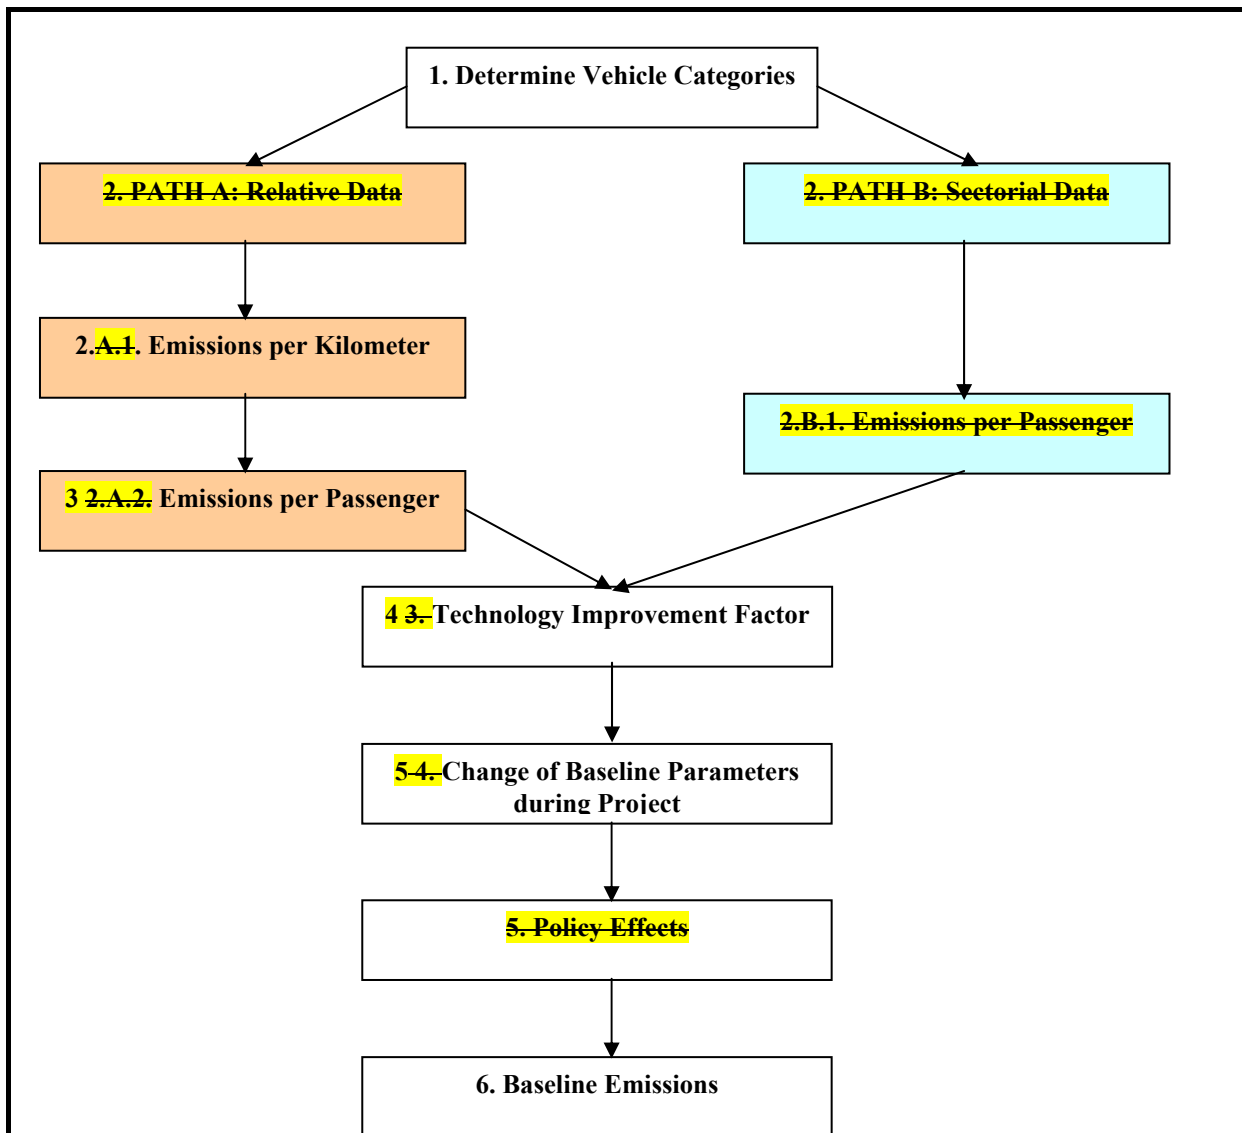 1. Determine Vehicle Categories
2. PATH A: Relative Data
2. PATH B: Sectorial Data
2.A.1. Emissions per Kilometer
2.B.1. Emissions per Passenger
3 2.A.2. Emissions per Passenger
4 3. Technology Improvement Factor
5 4. Change of Baseline Parameters
during Project
5. Policy Effects
6. Baseline Emissions